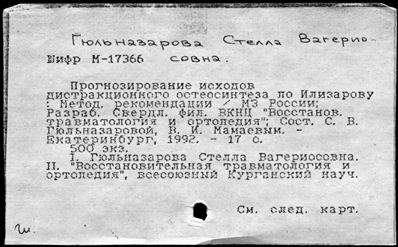 Гюльназарова Стелла Вагерио-
Шифр М-17366 совна.
Прогнозирование исходов
дистракционного остеосинтеза по Илизарову
: Метод. рекомендации / МЗ России;
Разраб. Свердл. фил. ВКНЦ "Восстанов.
травматология и ортопедия"; Сост. С. В.
Гюльназаровой, В. И. Мамаевым. -
Екатеринбург, 1992. - 17 с.
500 экз.
I. Гюльназарова Стелла Вагериосовна.
II. "Восстановительная травматология и
ортопедия", всесоюзный Курганский науч.
См. след. карт.